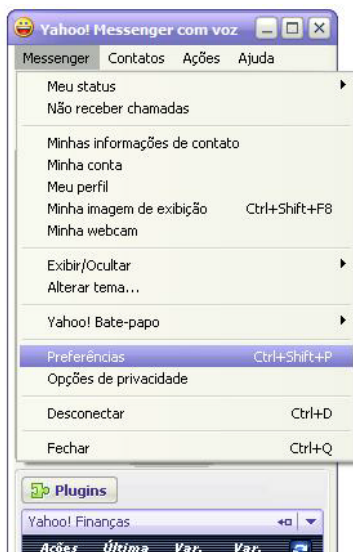 Yahoo! Messenger com voz
Messenger Contatos Ações Ajuda
Meu status
Não receber chamadas
Minhas informações de contato
Minha conta
Meu perfil
Minha imagem de exibição Ctrl+Shift+F8
Minha webcam
Exibir/Ocultar
Alterar tema...
Yahoo! Bate-papo
Preferências Ctrl+Shift+P
Opções de privacidade
Desconectar Ctrl+D
Fechar Ctrl+Q
Plugins
Yahoo! Finanças
Ações Última Var. Var.